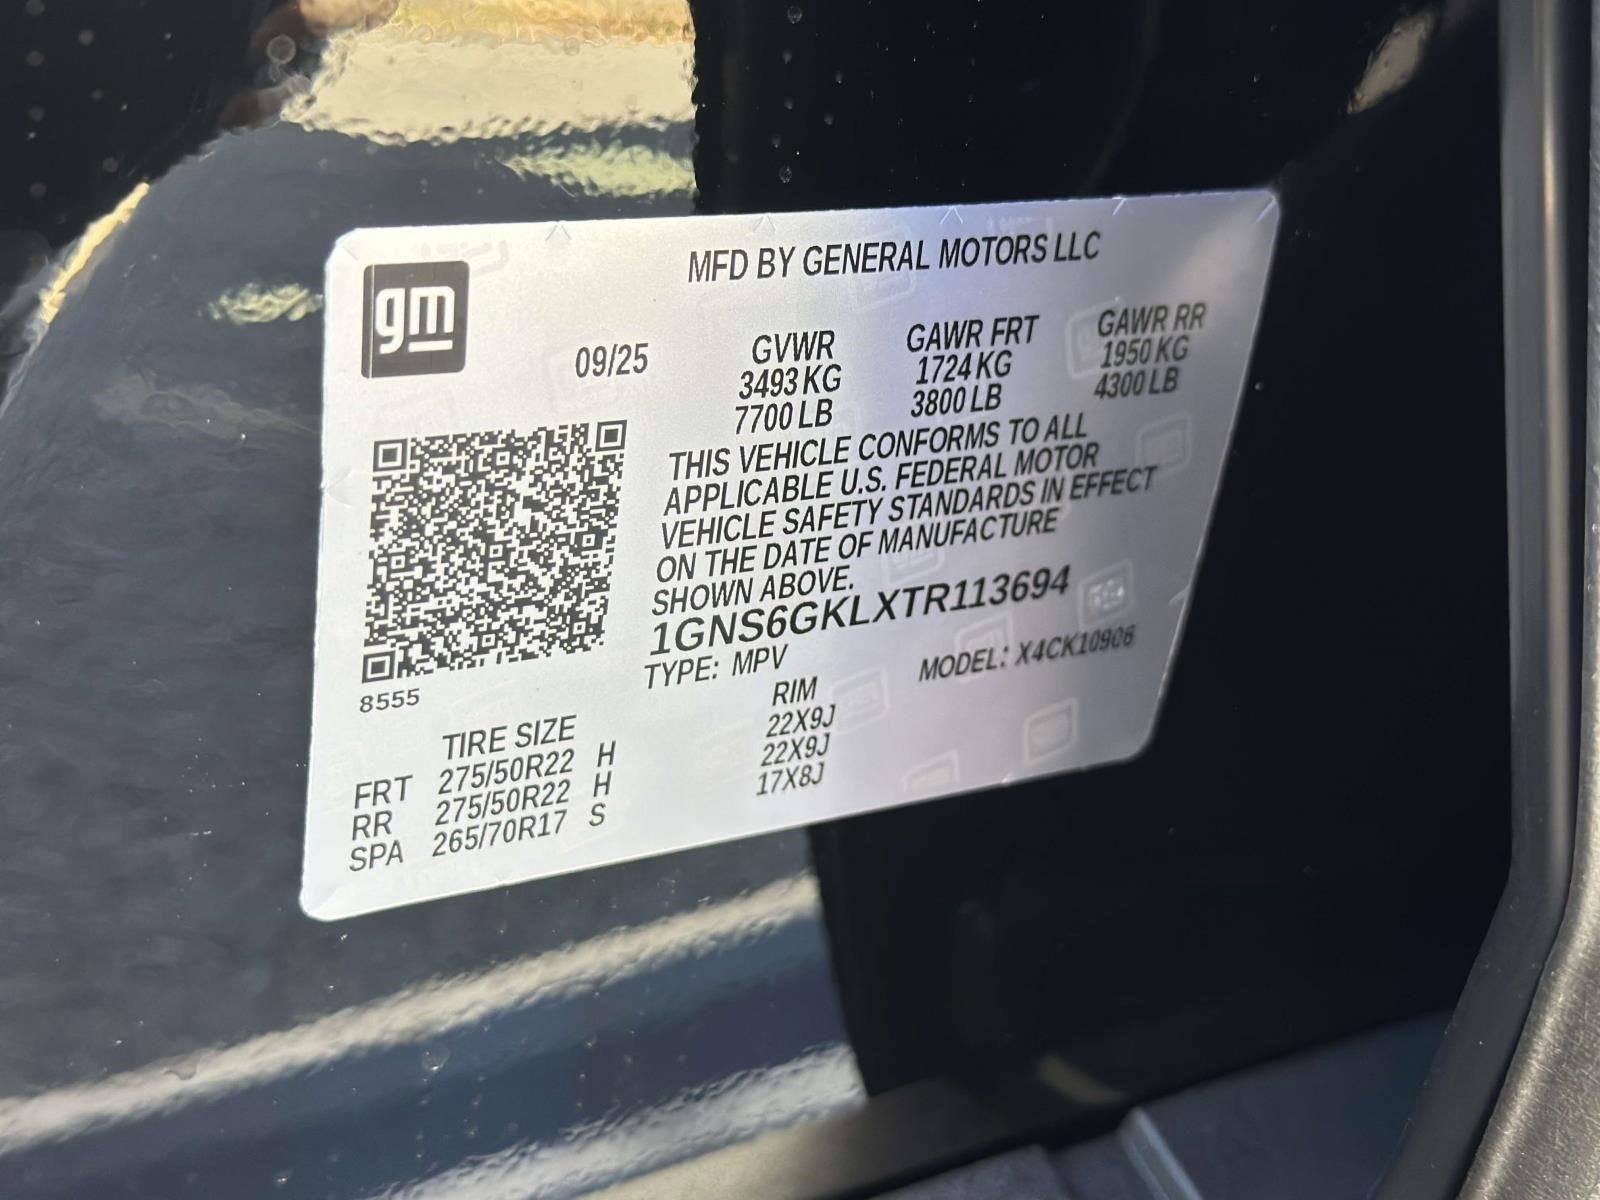 MFD BY GENERAL MOTORS LLC
gm
09/25
GVWR GAWR FRT GAWR RR
3493 KG 1724 KG 1950 KG
7700 LB 3800 LB 4300 LB
THIS VEHICLE CONFORMS TO ALL
APPLICABLE U.S. FEDERAL MOTOR
VEHICLE SAFETY STANDARDS IN EFFECT
ON THE DATE OF MANUFACTURE
SHOWN ABOVE.
1GNS6GKLXTR113694
TYPE: MPV MODEL: X4CK10906
8555
TIRE SIZE RIM
FRT 275/50R22 H 22X9J
RR 275/50R22 H 22X9J
SPA 265/70R17 S 17X8J